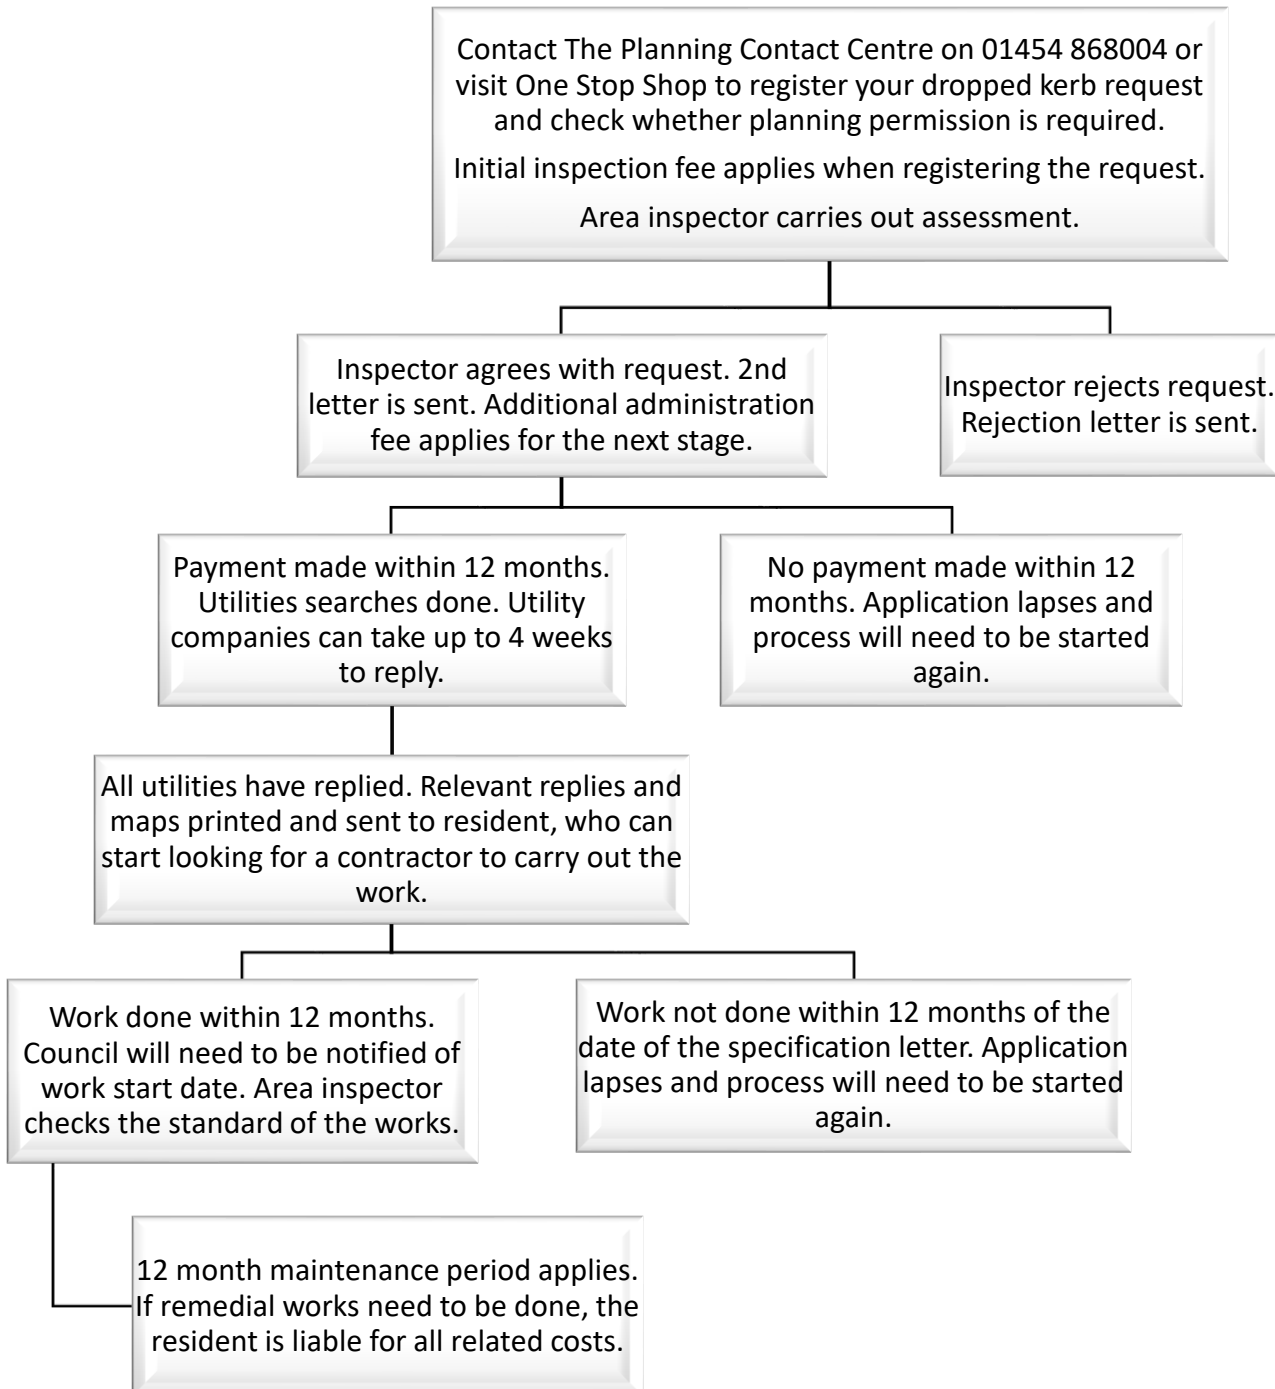 Contact The Planning Contact Centre on 01454 868004 or
visit One Stop Shop to register your dropped kerb request
and check whether planning permission is required.
Initial inspection fee applies when registering the request.
Area inspector carries out assessment.
Inspector agrees with request. 2nd
letter is sent. Additional administration
fee applies for the next stage.
Inspector rejects request.
Rejection letter is sent.
Payment made within 12 months.
Utilities searches done. Utility
companies can take up to 4 weeks
to reply.
No payment made within 12
months. Application lapses and
process will need to be started
again.
All utilities have replied. Relevant replies and
maps printed and sent to resident, who can
start looking for a contractor to carry out the
work.
Work done within 12 months.
Council will need to be notified of
work start date. Area inspector
checks the standard of the works.
Work not done within 12 months of the
date of the specification letter. Application
lapses and process will need to be started
again.
12 month maintenance period applies.
If remedial works need to be done, the
resident is liable for all related costs.